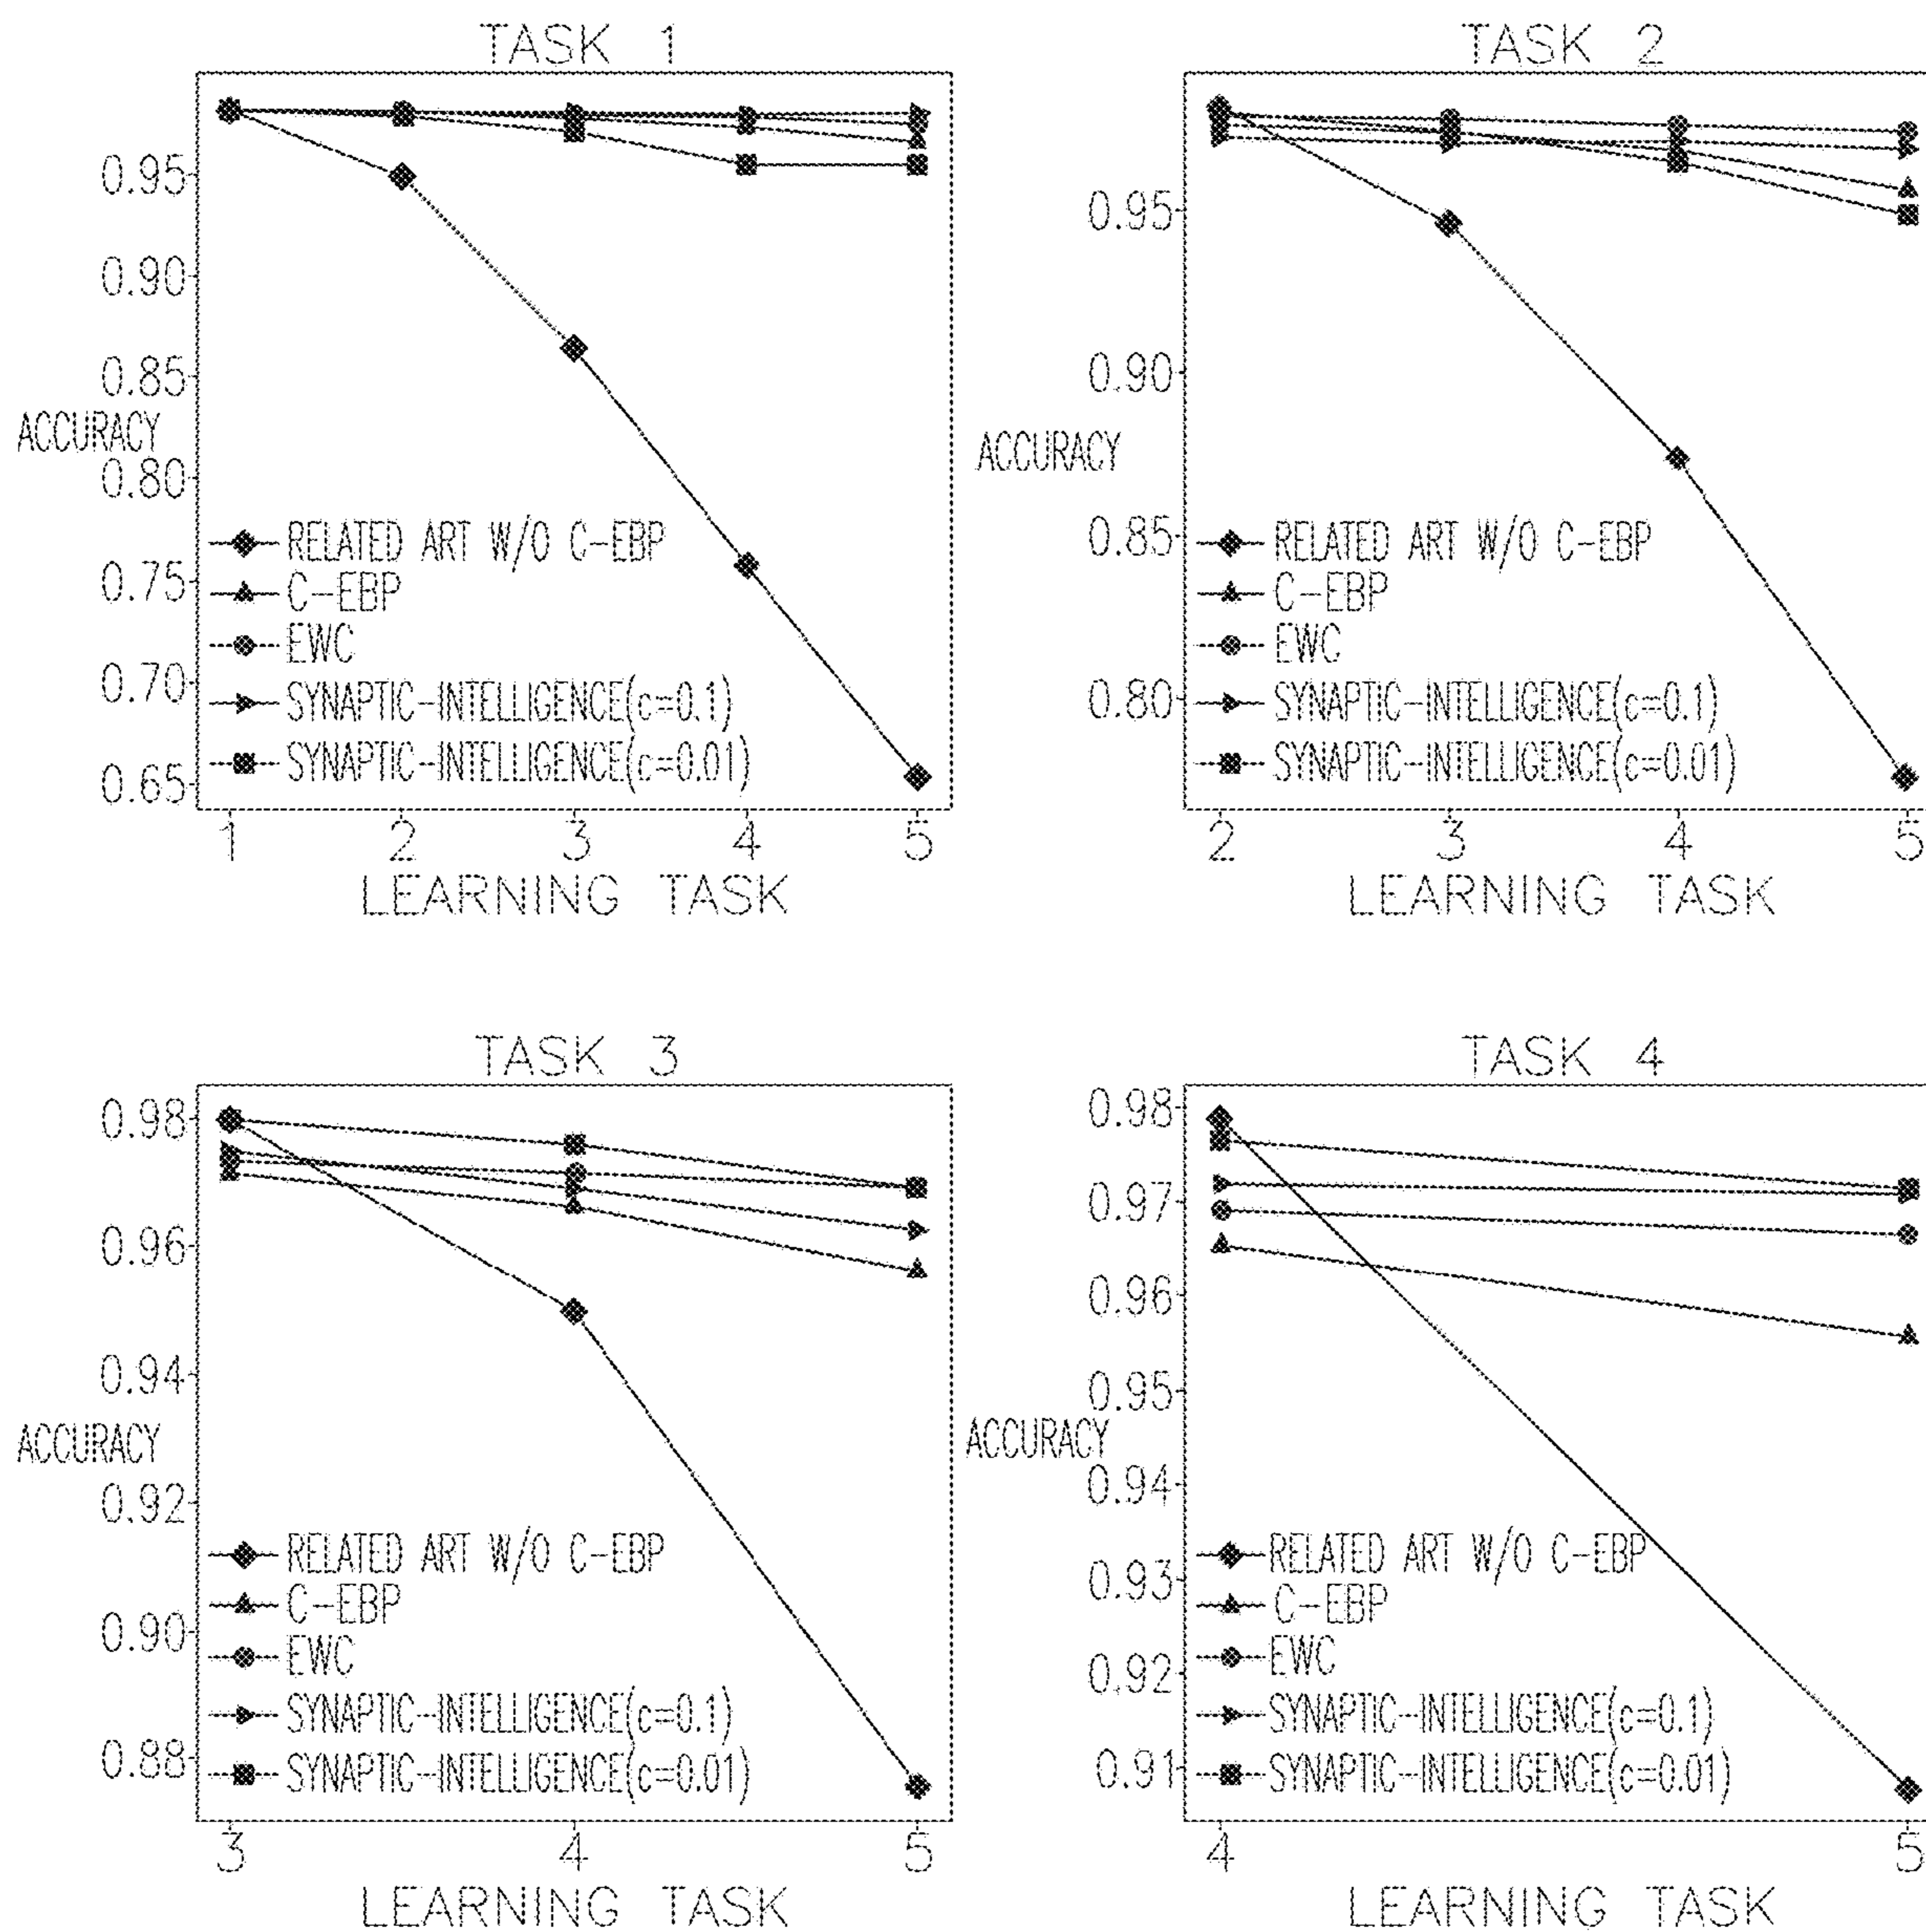 TASK 1
0.95
0.90
0.85
ACCURACY
0.80
0.75
0.70
0.65
RELATED ART W/O C-EBP
C-EBP
EWC
SYNAPTIC-INTELLIGENCE(c=0.1)
SYNAPTIC-INTELLIGENCE(c=0.01)
1 2 3 4 5
LEARNING TASK
TASK 2
0.95
0.90
ACCURACY
0.85
0.80
RELATED ART W/O C-EBP
C-EBP
EWC
SYNAPTIC-INTELLIGENCE(c=0.1)
SYNAPTIC-INTELLIGENCE(c=0.01)
2 3 4 5
LEARNING TASK
TASK 3
0.98
0.96
0.94
ACCURACY
0.92
0.90
0.88
RELATED ART W/O C-EBP
C-EBP
EWC
SYNAPTIC-INTELLIGENCE(c=0.1)
SYNAPTIC-INTELLIGENCE(c=0.01)
3 4 5
LEARNING TASK
TASK 4
0.98
0.97
0.96
0.95
ACCURACY
0.94
0.93
0.92
0.91
RELATED ART W/O C-EBP
C-EBP
EWC
SYNAPTIC-INTELLIGENCE(c=0.1)
SYNAPTIC-INTELLIGENCE(c=0.01)
4 5
LEARNING TASK